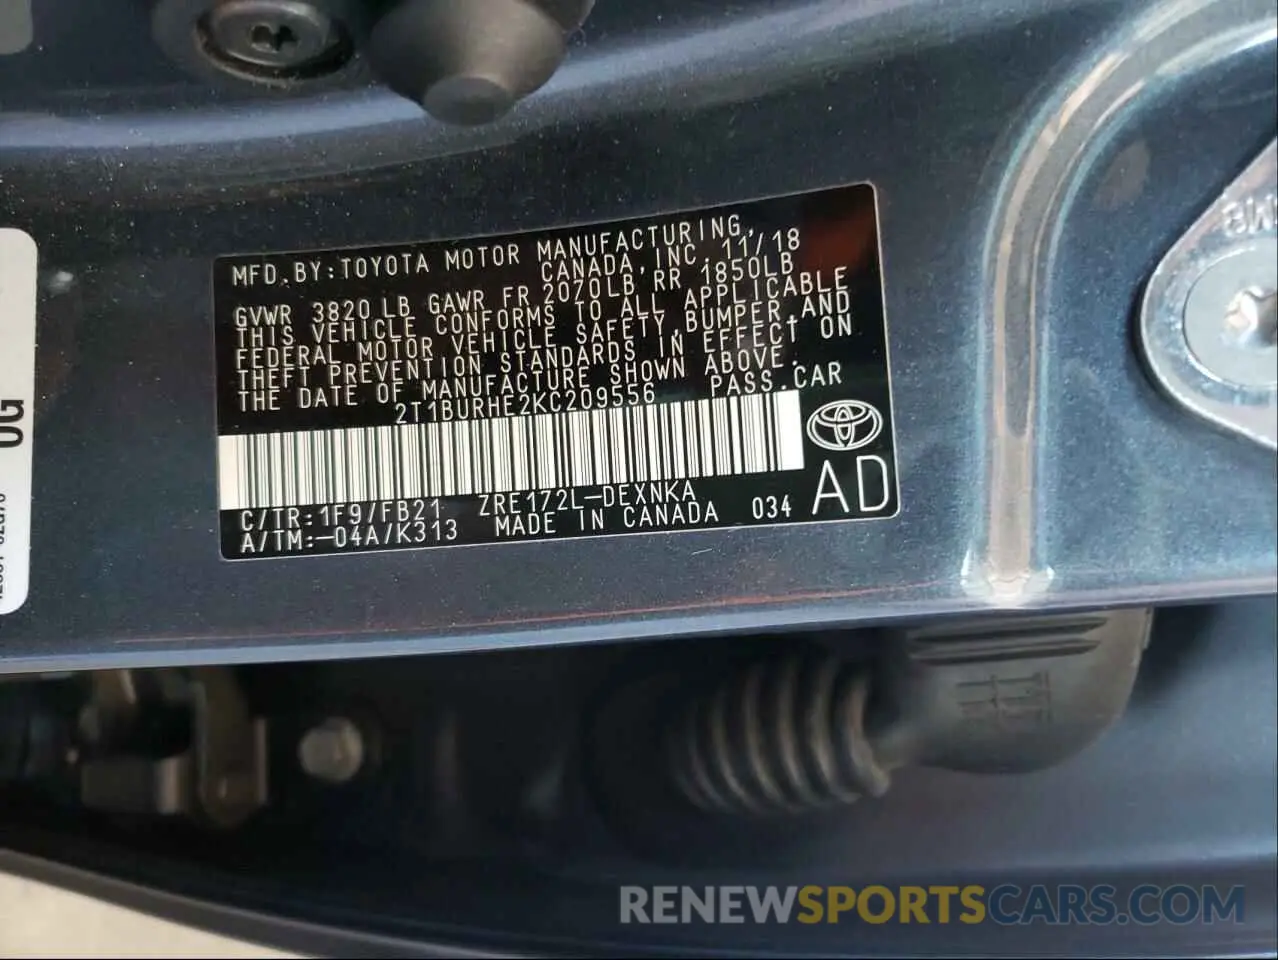 MFD.BY:TOYOTA MOTOR MANUFACTURING,
CANADA,INC. 11/18
GVWR 3820 LB GAWR FR 2070LB RR 1850LB
THIS VEHICLE CONFORMS TO ALL APPLICABLE
FEDERAL MOTOR VEHICLE SAFETY,BUMPER,AND
THEFT PREVENTION STANDARDS IN EFFECT ON
THE DATE OF MANUFACTURE SHOWN ABOVE.
2T1BURHE2KC209556 PASS.CAR
C/TR:1F9/FB21 ZRE172L-DEXNKA
A/TM:-04A/K313 MADE IN CANADA 034
AD
RENEWSPORTSCARS.COM